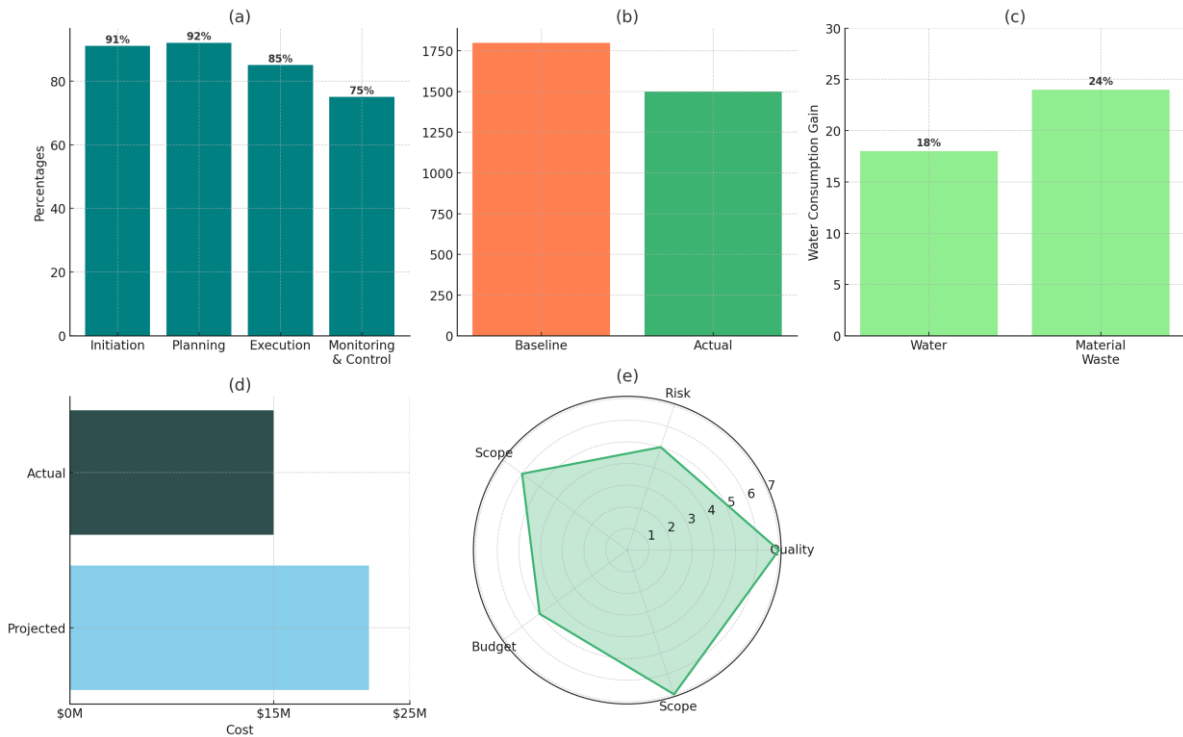 (a)
Percentages
80
60
40
20
0
91%
92%
85%
75%
Initiation
Planning
Execution
Monitoring
& Control
(b)
1750
1500
1250
1000
750
500
250
0
Baseline
Actual
(c)
Water Consumption Gain
30
25
20
15
10
5
0
18%
24%
Water
Material
Waste
(d)
Actual
Projected
$0M
$15M
$25M
Cost
(e)
Risk
Scope
7
6
5
4
3
2
1
Quality
Budget
Scope